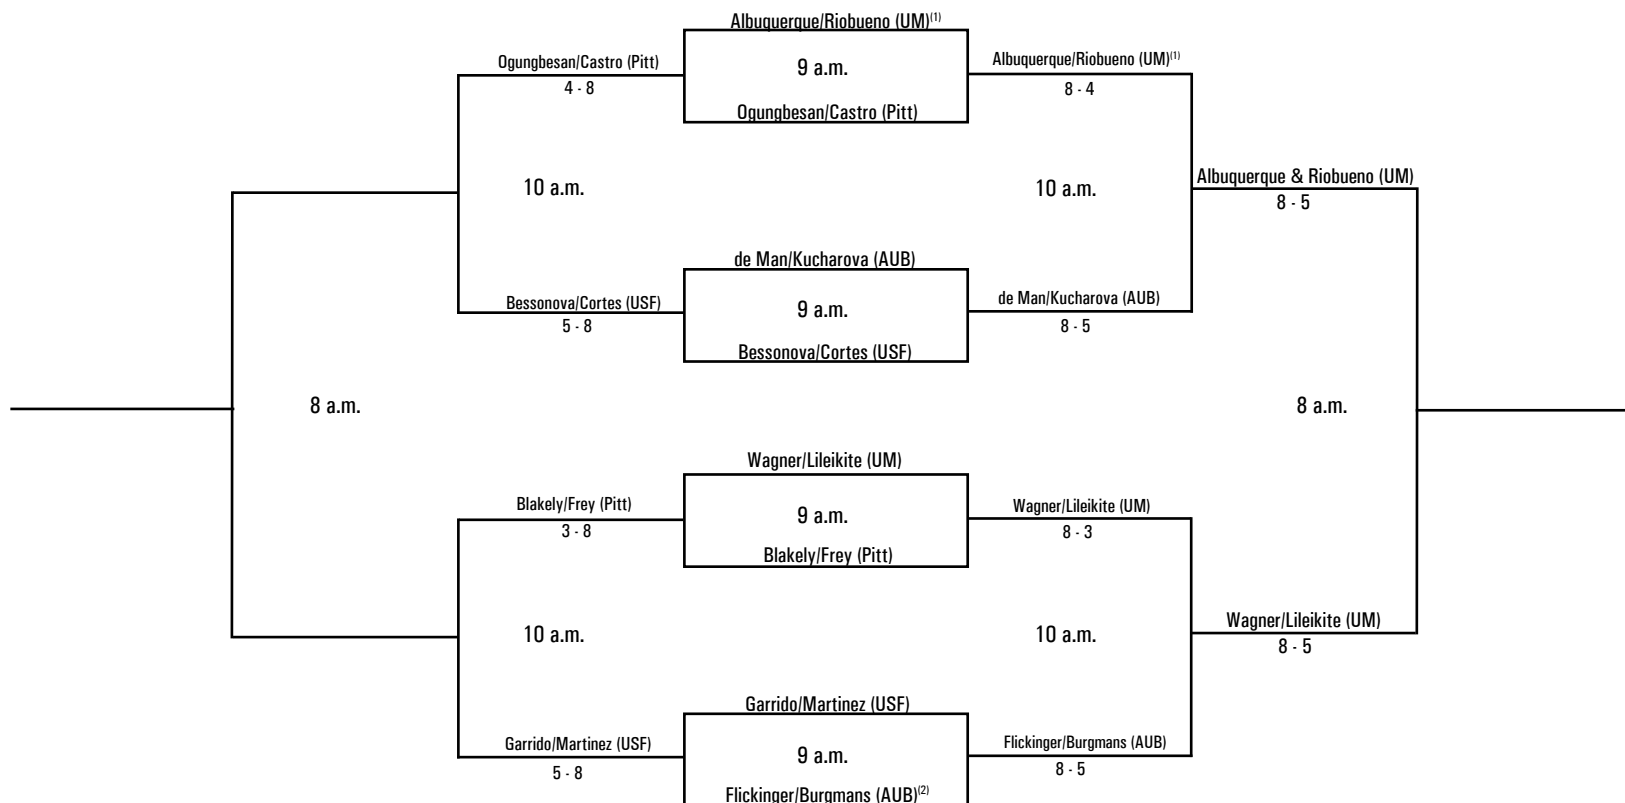 Albuquerque/Riobueno (UM)(1)
Ogungbesan/Castro (Pitt)
4 - 8
9 a.m.
Albuquerque/Riobueno (UM)(1)
8 - 4
Ogungbesan/Castro (Pitt)
10 a.m.
10 a.m.
Albuquerque & Riobueno (UM)
8 - 5
de Man/Kucharova (AUB)
Bessonova/Cortes (USF)
5 - 8
9 a.m.
de Man/Kucharova (AUB)
8 - 5
Bessonova/Cortes (USF)
8 a.m.
8 a.m.
Wagner/Lileikite (UM)
Blakely/Frey (Pitt)
3 - 8
9 a.m.
Wagner/Lileikite (UM)
8 - 3
Blakely/Frey (Pitt)
10 a.m.
10 a.m.
Wagner/Lileikite (UM)
8 - 5
Garrido/Martinez (USF)
Garrido/Martinez (USF)
5 - 8
9 a.m.
Flickinger/Burgmans (AUB)
8 - 5
Flickinger/Burgmans (AUB)(2)